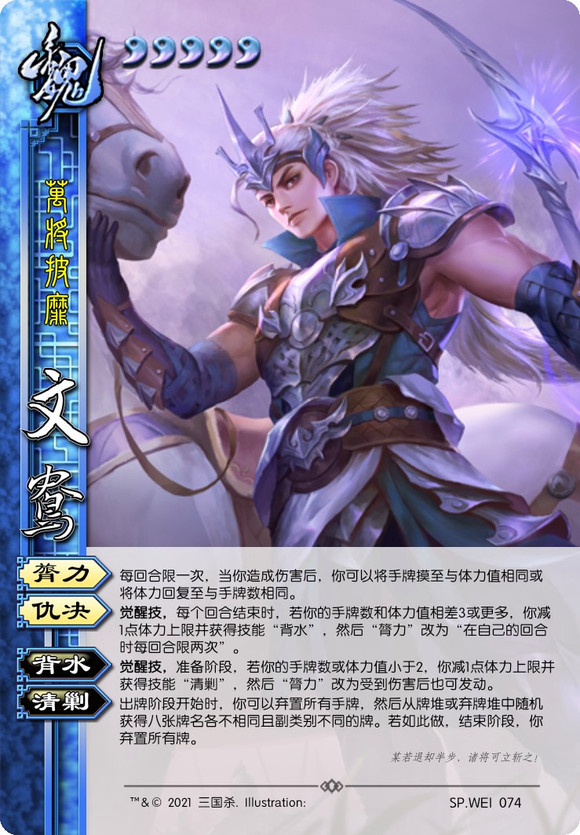 魏
萬将披靡
文鸯
膂力
每回合限一次，当你造成伤害后，你可以将手牌摸至与体力值相同或
将体力回复至与手牌数相同。
仇决
觉醒技，每个回合结束时，若你的手牌数和体力值相差3或更多，你减
1点体力上限并获得技能“背水”，然后“膂力”改为“在自己的回合
时每回合限两次”。
背水
觉醒技，准备阶段，若你的手牌数或体力值小于2，你减1点体力上限并
获得技能“清剿”，然后“膂力”改为受到伤害后也可发动。
清剿
出牌阶段开始时，你可以弃置所有手牌，然后从牌堆或弃牌堆中随机
获得八张牌名各不相同且副类别不同的牌。若如此做，结束阶段，你
弃置所有牌。
某若退却半步，诸将可立斩之！
™& © 2021 三国杀. Illustration:
SP.WEI 074